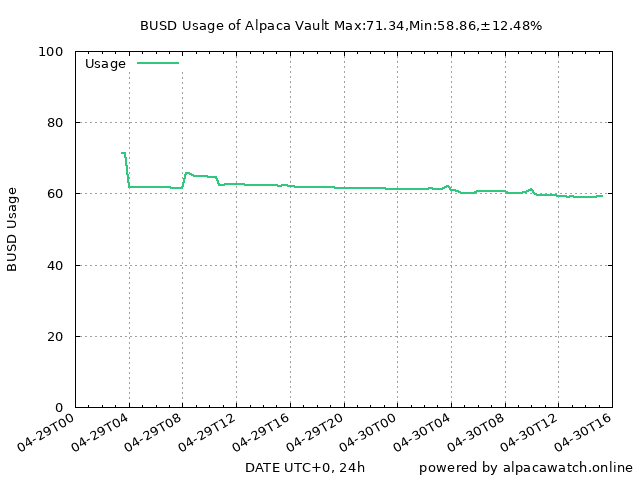 BUSD Usage of Alpaca Vault Max:71.34,Min:58.86,±12.48%
100
Usage
80
60
40
20
0
BUSD Usage
04-29T00
04-29T04
04-29T08
04-29T12
04-29T16
04-29T20
04-30T00
04-30T04
04-30T08
04-30T12
04-30T16
DATE UTC+0, 24h
powered by alpacawatch.online